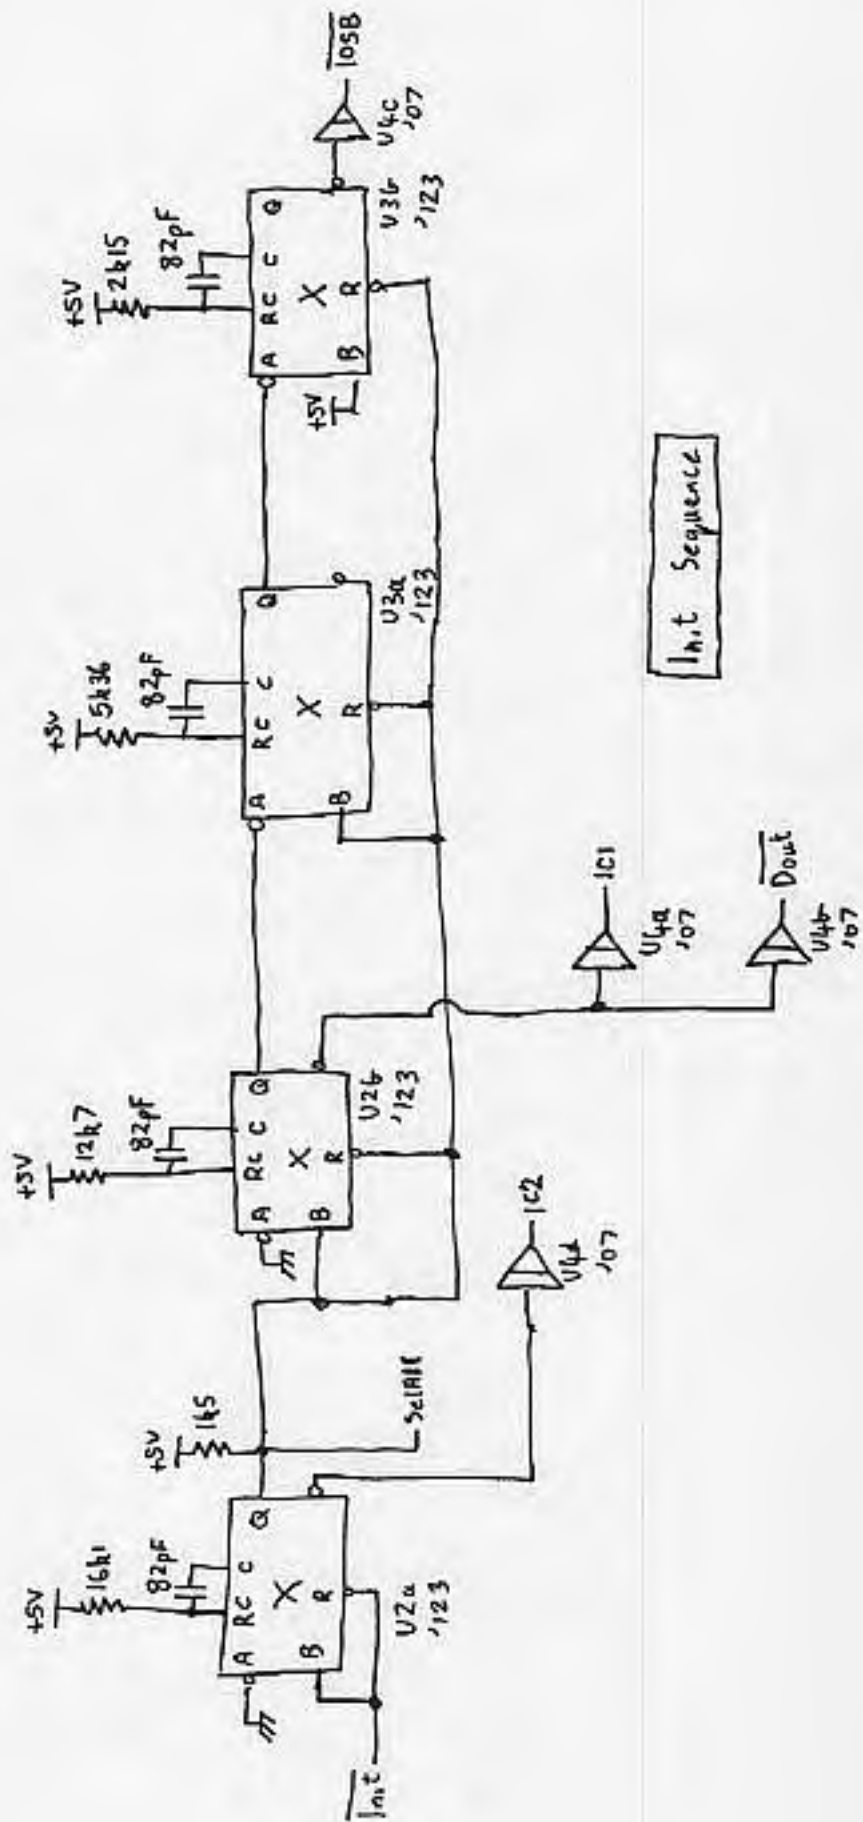 +5V
16k1
82pF
A
RC
C
Q
X
B
R
U2a
'123
Init
+5V
1k5
SelAll
U4d
'07
IC2
+5V
12k7
82pF
A
RC
C
Q
X
B
R
U2b
'123
U4a
'07
IC1
U4b
'07
Dout
+5V
5k36
82pF
A
RC
C
Q
X
B
R
U3a
'123
+5V
2k15
82pF
A
RC
C
Q
X
B
R
+5V
U3b
'123
U4c
'07
IOSB
Init Sequence